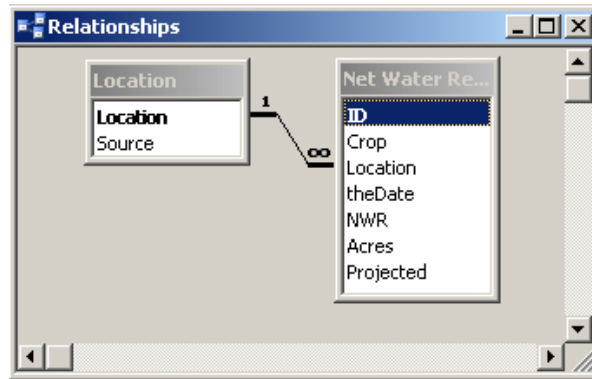 Relationships
Location
Location
Source
1
∞
Net Water Re...
ID
Crop
Location
theDate
NWR
Acres
Projected